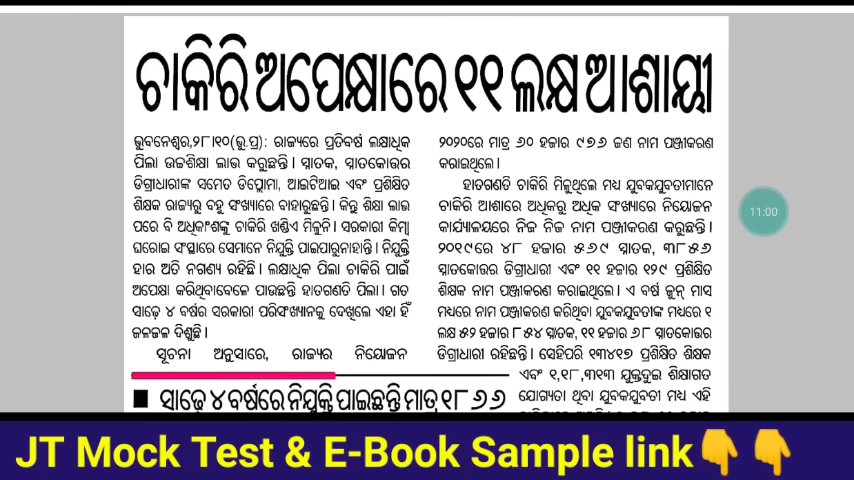 ଚାକିରି ଅପେକ୍ଷାରେ ୧୧ ଲକ୍ଷ ଆଶାୟୀ
ଭୁବନେଶ୍ୱର,୨୮।୧୦(ଭୁ.ପ୍ର): ରାଜ୍ୟରେ ପ୍ରତିବର୍ଷ ଲକ୍ଷାଧିକ
ପିଲା ଉଚ୍ଚଶିକ୍ଷା ଲାଭ କରୁଛନ୍ତି। ସ୍ନାତକ, ସ୍ନାତକୋତ୍ତର
ଡିଗ୍ରୀଧାରୀଙ୍କ ସମେତ ଡିପ୍ଲୋମା, ଆଇଟିଆଇ ଏବଂ ପ୍ରଶିକ୍ଷିତ
ଶିକ୍ଷକ ରାଜ୍ୟରୁ ବହୁ ସଂଖ୍ୟାରେ ବାହାରୁଛନ୍ତି। କିନ୍ତୁ ଶିକ୍ଷା ଲାଭ
ପରେ ବି ଅଧିକାଂଶଙ୍କୁ ଚାକିରି ଖଣ୍ଡିଏ ମିଳୁନି। ସରକାରୀ କିମ୍ବା
ଘରୋଇ ସଂସ୍ଥାରେ ସେମାନେ ନିଯୁକ୍ତି ପାଇପାରୁନାହାନ୍ତି। ନିଯୁକ୍ତି
ହାର ଅତି ନଗଣ୍ୟ ରହିଛି। ଲକ୍ଷାଧିକ ପିଲା ଚାକିରି ପାଇଁ
ଅପେକ୍ଷା କରିଥିବାବେଳେ ପାଉଛନ୍ତି ହାତଗଣତି ପିଲା। ଗତ
ସାଢ଼େ ୪ ବର୍ଷର ସରକାରୀ ପରିସଂଖ୍ୟାନକୁ ଦେଖିଲେ ଏହା ହିଁ
ଜଳଜଳ ଦିଶୁଛି।
ସୂଚନା ଅନୁସାରେ, ରାଜ୍ୟର ନିୟୋଜନ
■ ସାଢ଼େ ୪ ବର୍ଷରେ ନିଯୁକ୍ତି ପାଇଛନ୍ତି ମାତ୍ର ୧୮୬୬
୨୦୨୦ରେ ମାତ୍ର ୬୦ ହଜାର ୯୭୬ ଜଣ ନାମ ପଞ୍ଜୀକରଣ
କରାଇଥିଲେ।
ହାତଗଣତି ଚାକିରି ମିଳୁଥିଲେ ମଧ୍ୟ ଯୁବକଯୁବତୀମାନେ
ଚାକିରି ଆଶାରେ ଅଧିକରୁ ଅଧିକ ସଂଖ୍ୟାରେ ନିୟୋଜନ
କାର୍ଯ୍ୟାଳୟରେ ନିଜ ନିଜ ନାମ ପଞ୍ଜୀକରଣ କରୁଛନ୍ତି।
୨୦୧୯ରେ ୪୮ ହଜାର ୫୬୯ ସ୍ନାତକ, ୩୮୫୬
ସ୍ନାତକୋତ୍ତର ଡିଗ୍ରୀଧାରୀ ଏବଂ ୧୧ ହଜାର ୧୨୯ ପ୍ରଶିକ୍ଷିତ
ଶିକ୍ଷକ ନାମ ପଞ୍ଜୀକରଣ କରାଇଥିଲେ। ଏ ବର୍ଷ ଜୁନ୍ ମାସ
ମଧ୍ୟରେ ନାମ ପଞ୍ଜୀକରଣ କରିଥିବା ଯୁବକଯୁବତୀଙ୍କ ମଧ୍ୟରେ ୧
ଲକ୍ଷ ୫୨ ହଜାର ୮୫୪ ସ୍ନାତକ, ୧୧ ହଜାର ୬୮ ସ୍ନାତକୋତ୍ତର
ଡିଗ୍ରୀଧାରୀ ରହିଛନ୍ତି। ସେହିପରି ୧୩୪୧୭ ପ୍ରଶିକ୍ଷିତ ଶିକ୍ଷକ
ଏବଂ ୧,୧୮,୩୧୩ ଯୁକ୍ତଦୁଇ ଶିକ୍ଷାଗତ
ଯୋଗ୍ୟତା ଥିବା ଯୁବକଯୁବତୀ ମଧ୍ୟ ଏହି
11:00
JT Mock Test & E-Book Sample link👇👇